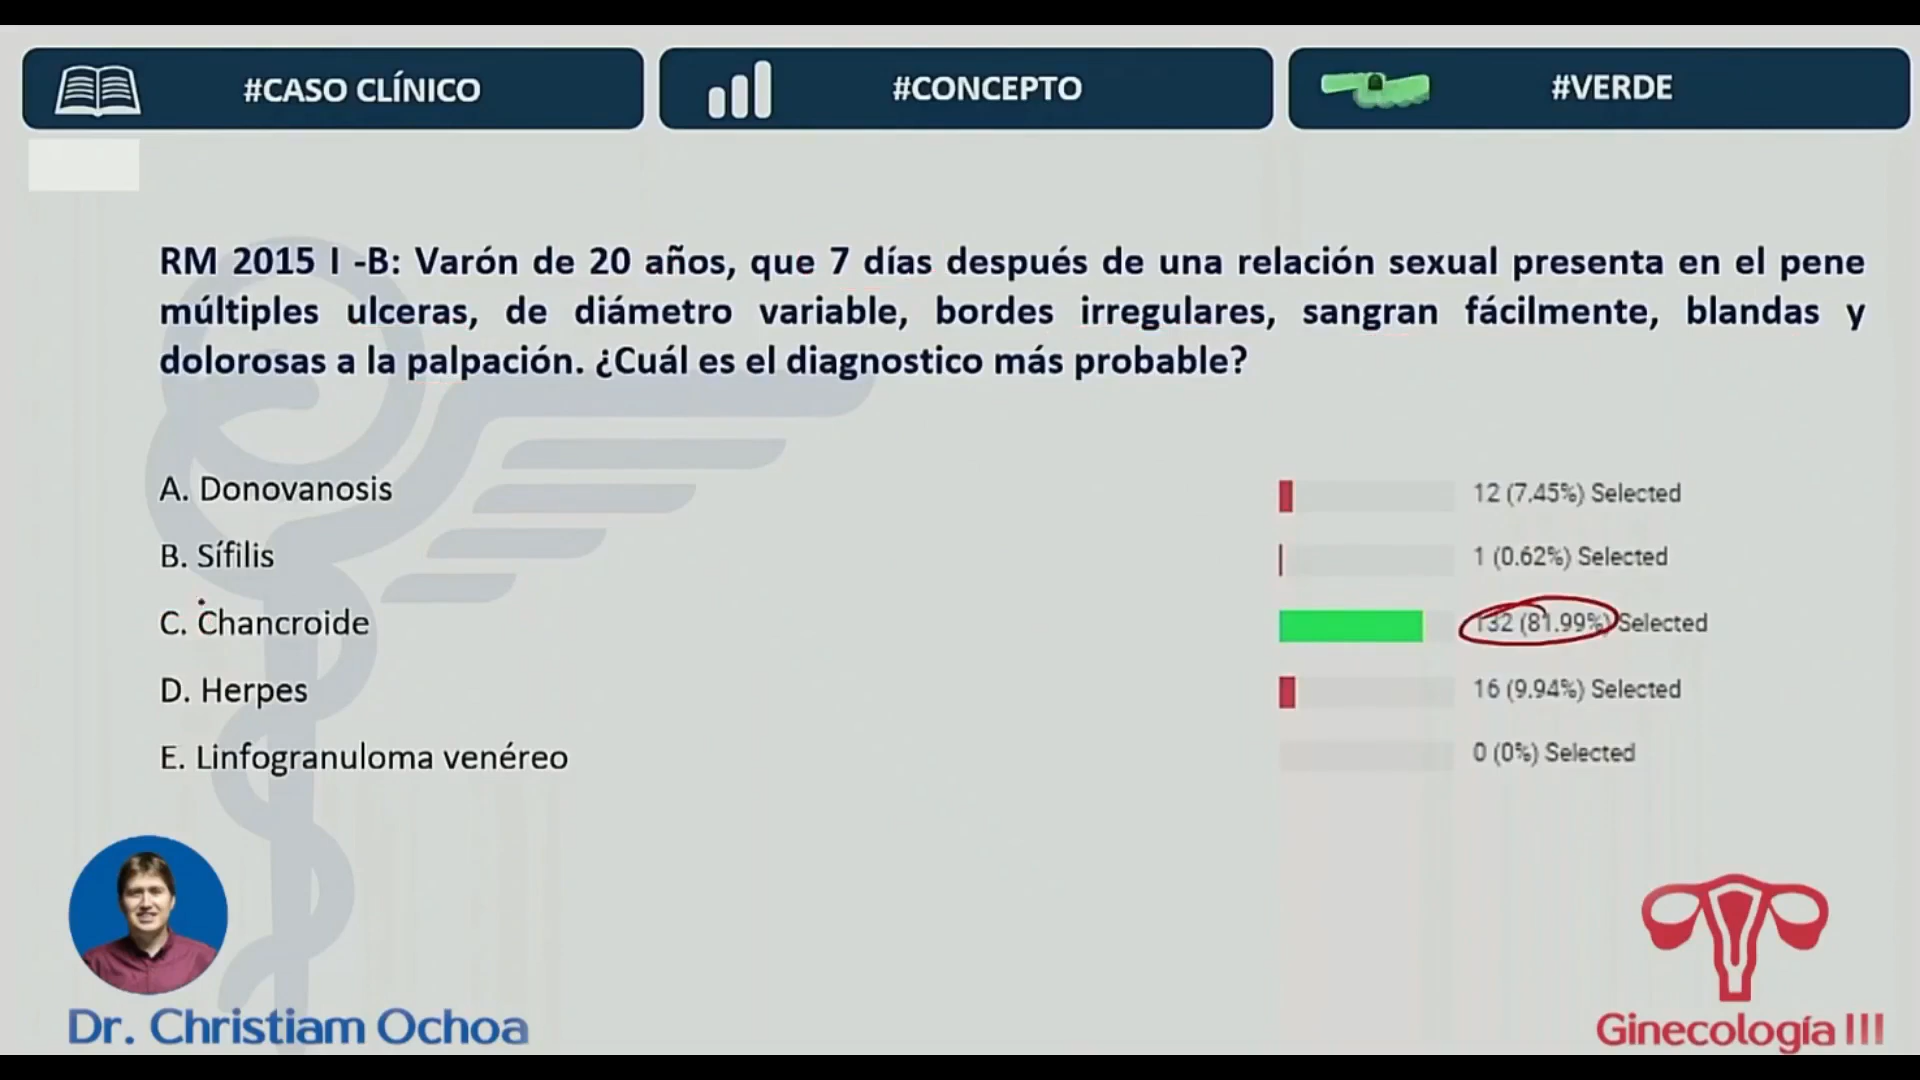 #CASO CLÍNICO
#CONCEPTO
#VERDE
RM 2015 I -B: Varón de 20 años, que 7 días después de una relación sexual presenta en el pene
múltiples ulceras, de diámetro variable, bordes irregulares, sangran fácilmente, blandas y
dolorosas a la palpación. ¿Cuál es el diagnostico más probable?
A. Donovanosis
12 (7.45%) Selected
B. Sífilis
1 (0.62%) Selected
C. Chancroide
132 (81.99%) Selected
D. Herpes
16 (9.94%) Selected
E. Linfogranuloma venéreo
0 (0%) Selected
Dr. Christiam Ochoa
Ginecología III